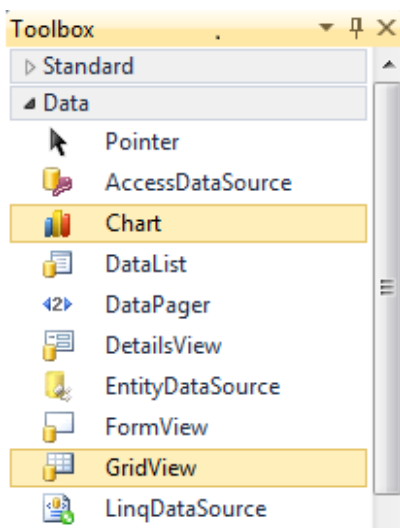 Toolbox
Standard
Data
Pointer
AccessDataSource
Chart
DataList
DataPager
DetailsView
EntityDataSource
FormView
GridView
LinqDataSource